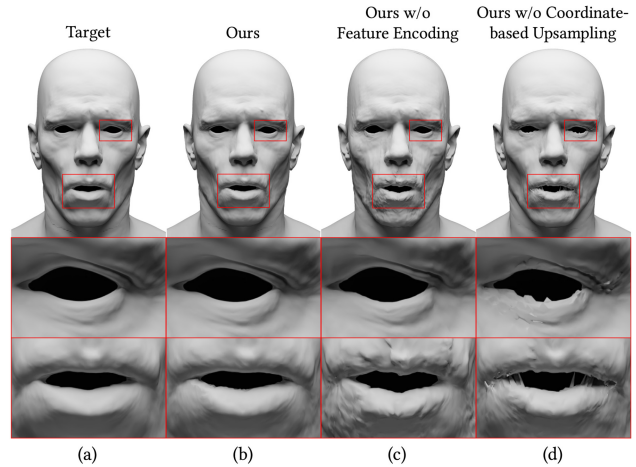 Target
Ours
Ours w/o
Feature Encoding
Ours w/o Coordinate-
based Upsampling
(a)
(b)
(c)
(d)